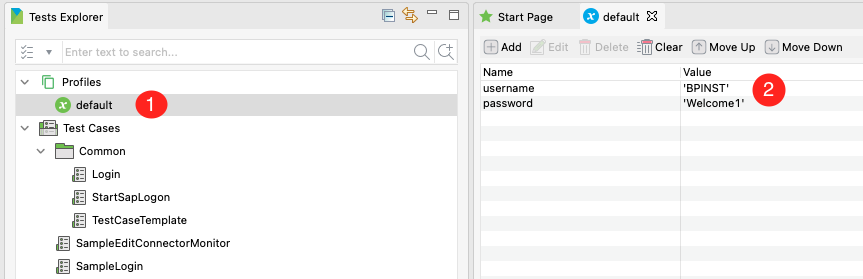 Tests Explorer
Enter text to search...
Profiles
default 1
Test Cases
Common
Login
StartSapLogon
TestCaseTemplate
SampleEditConnectorMonitor
SampleLogin
Start Page default
Add Edit Delete Clear Move Up Move Down
Name Value
username 'BPINST' 2
password 'Welcome1'